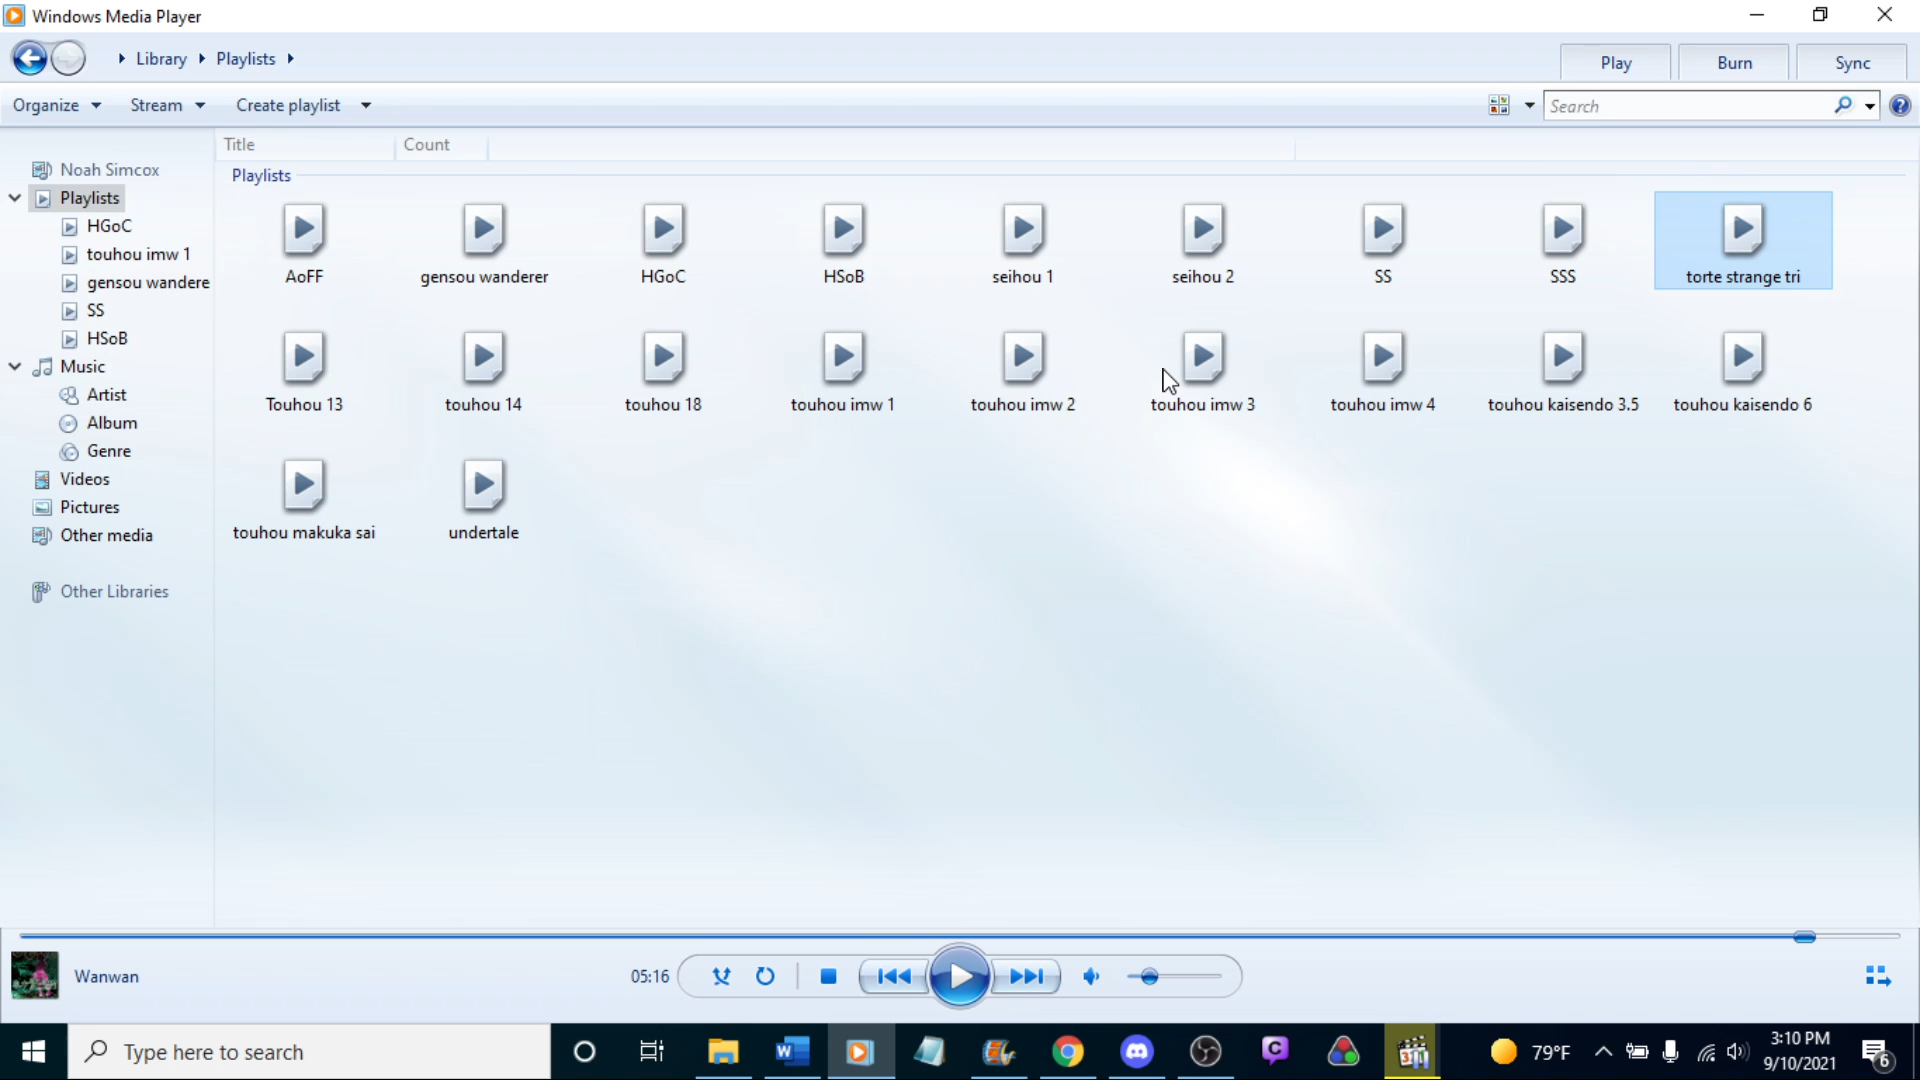 Windows Media Player
Library Playlists
Play Burn Sync
Organize Stream Create playlist
Search
Title Count
Noah Simcox
Playlists
HGoC
touhou imw 1
gensou wandere
SS
HSoB
Music
Artist
Album
Genre
Videos
Pictures
Other media
Other Libraries
Playlists
AoFF gensou wanderer HGoC HSoB seihou 1 seihou 2 SS SSS torte strange tri
Touhou 13 touhou 14 touhou 18 touhou imw 1 touhou imw 2 touhou imw 3 touhou imw 4 touhou kaisendo 3.5 touhou kaisendo 6
touhou makuka sai undertale
Wanwan
05:16
Type here to search
79°F
3:10 PM
9/10/2021
6